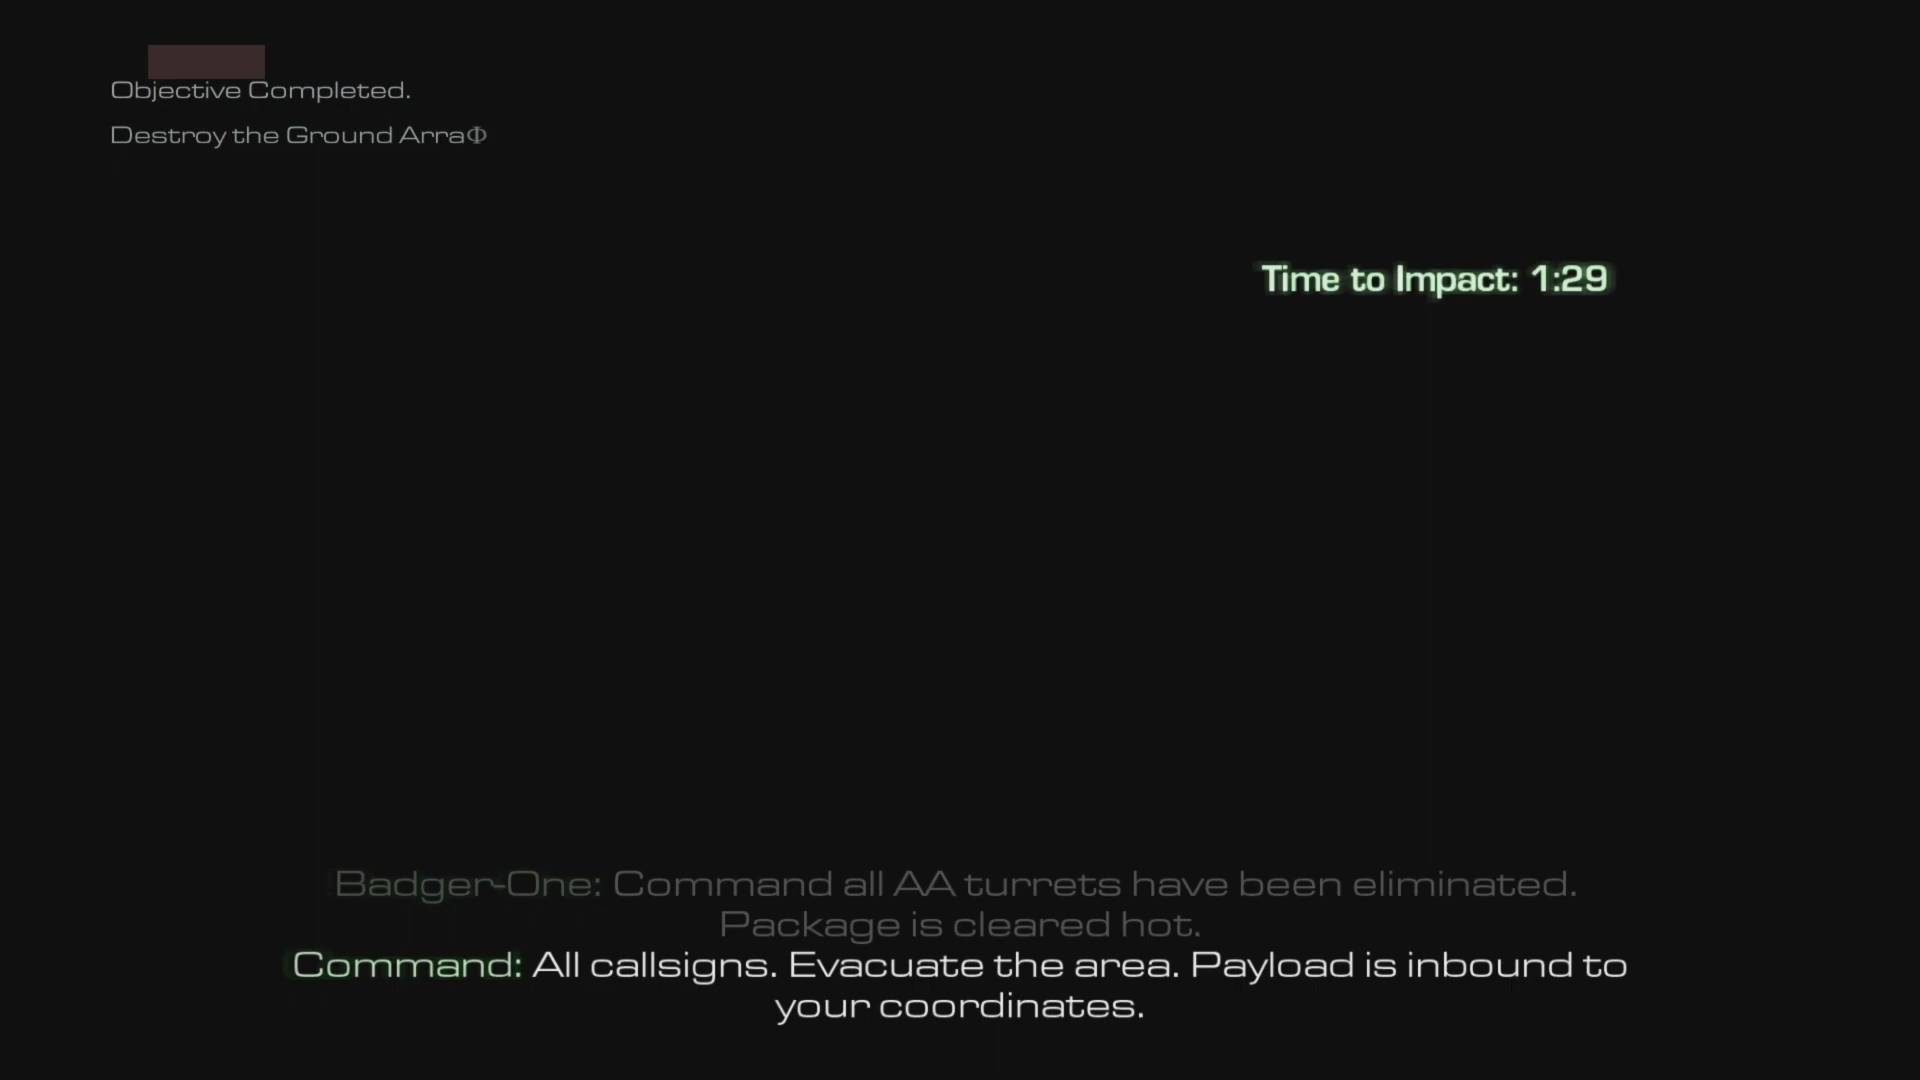 Objective Completed.
Destroy the Ground ArraΦ
Time to Impact: 1:29
Badger-One: Command all AA turrets have been eliminated.
Package is cleared hot.
Command: All callsigns. Evacuate the area. Payload is inbound to
your coordinates.